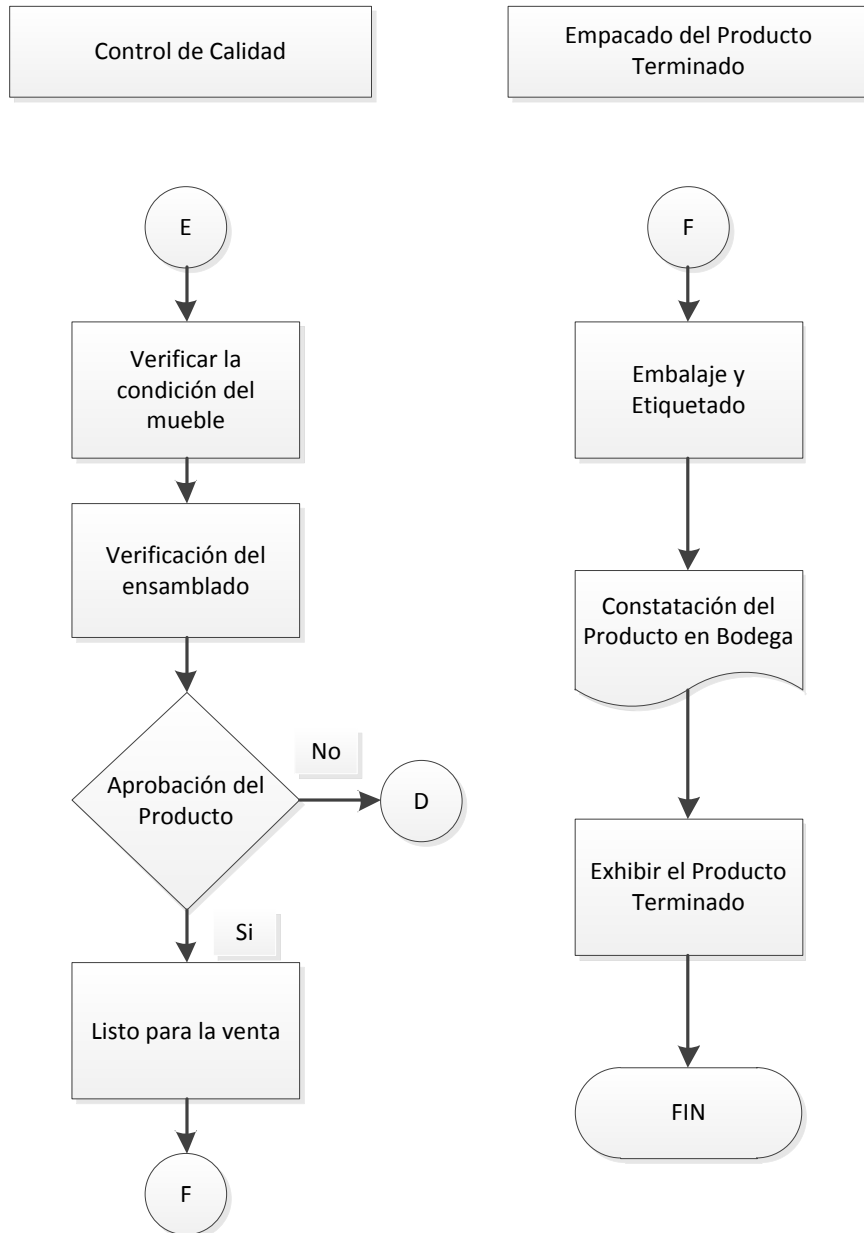 Control de Calidad
Empacado del Producto
Terminado
E
Verificar la
condición del
mueble
Verificación del
ensamblado
Aprobación del
Producto
No
D
Si
Listo para la venta
F
F
Embalaje y
Etiquetado
Constatación del
Producto en Bodega
Exhibir el Producto
Terminado
FIN